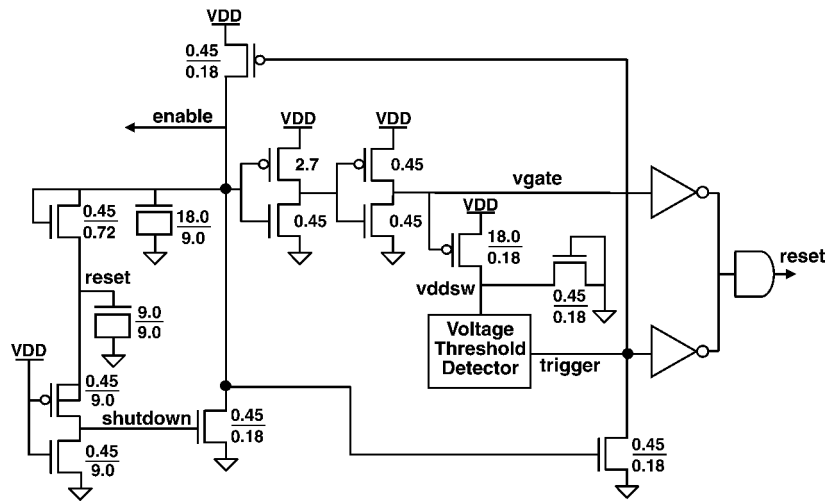 VDD
0.45
0.18
enable
VDD
VDD
2.7
0.45
0.45
0.45
vgate
VDD
0.45
0.72
18.0
9.0
18.0
0.18
reset
reset
vddsw
0.45
0.18
9.0
9.0
Voltage
Threshold
Detector
trigger
VDD
0.45
9.0
shutdown
0.45
0.18
0.45
9.0
0.45
0.18